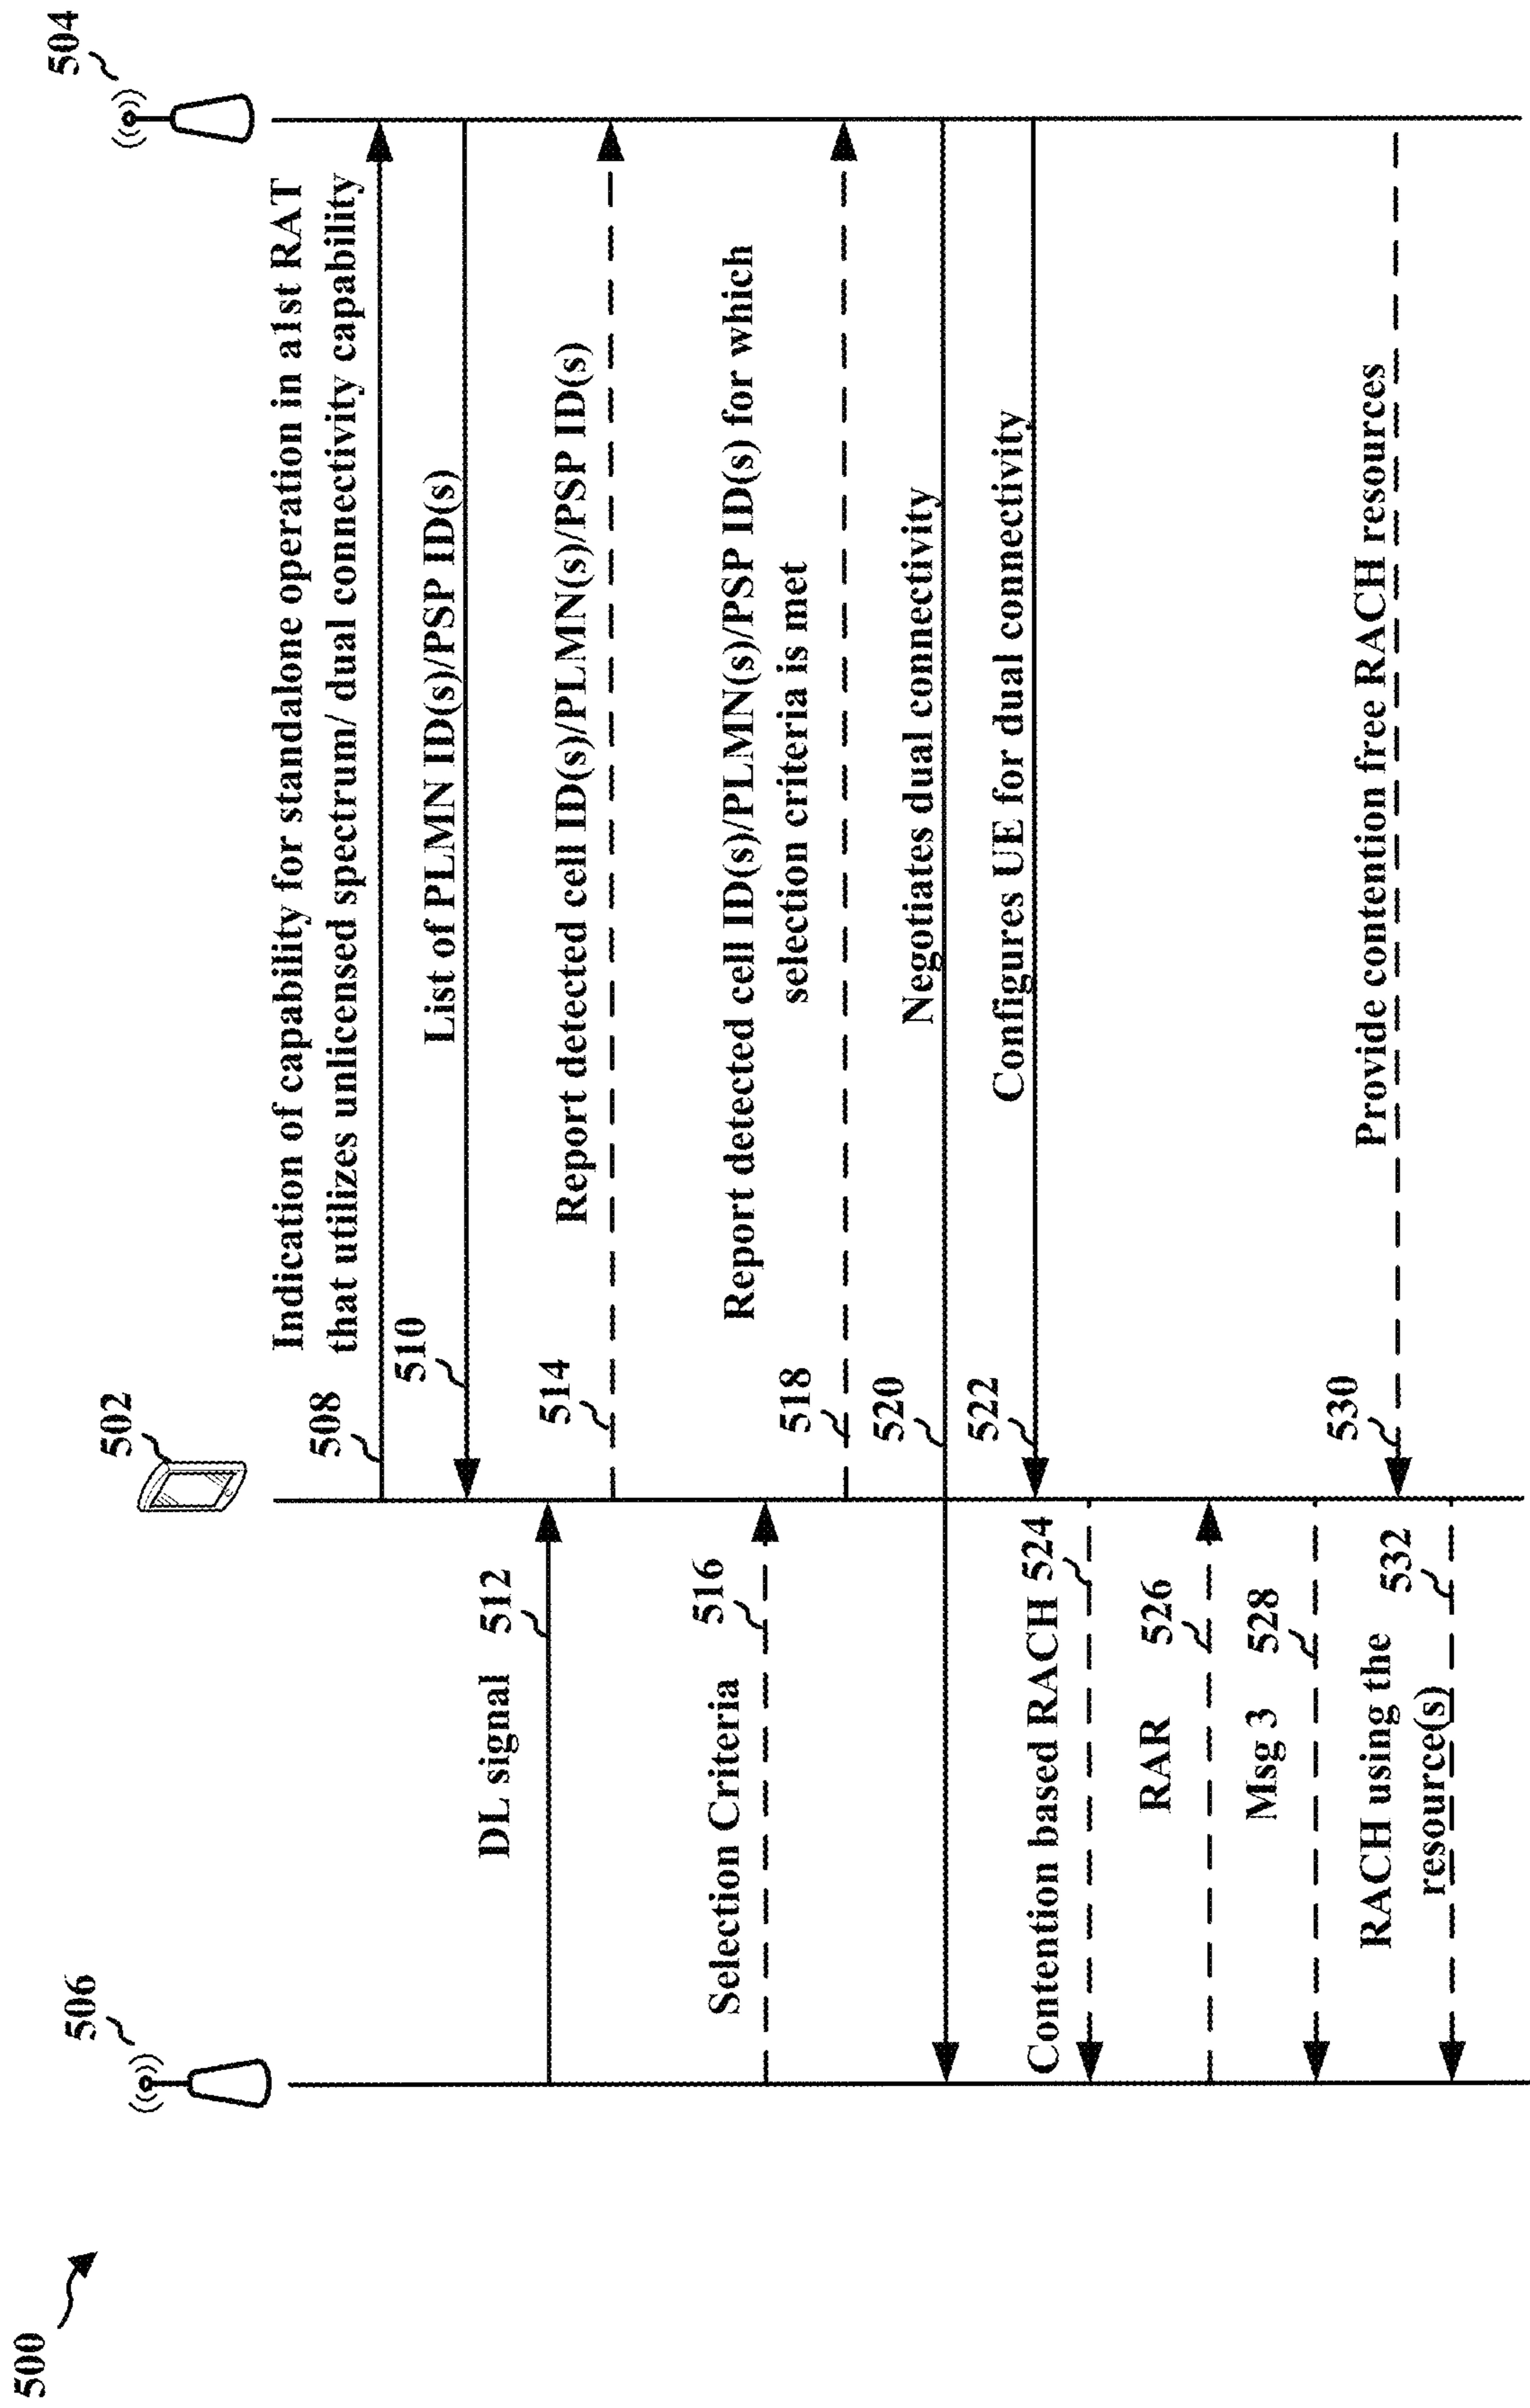 500
506
502
504
Indication of capability for standalone operation in a1st RAT
that utilizes unlicensed spectrum/ dual connectivity capability
508
List of PLMN ID(s)/PSP ID(s)
510
DL signal
512
Report detected cell ID(s)/PLMN(s)/PSP ID(s)
514
Selection Criteria
516
Report detected cell ID(s)/PLMN(s)/PSP ID(s) for which
selection criteria is met
518
Negotiates dual connectivity
520
Configures UE for dual connectivity
522
Contention based RACH
524
RAR
526
Msg 3
528
Provide contention free RACH resources
530
RACH using the
resource(s)
532